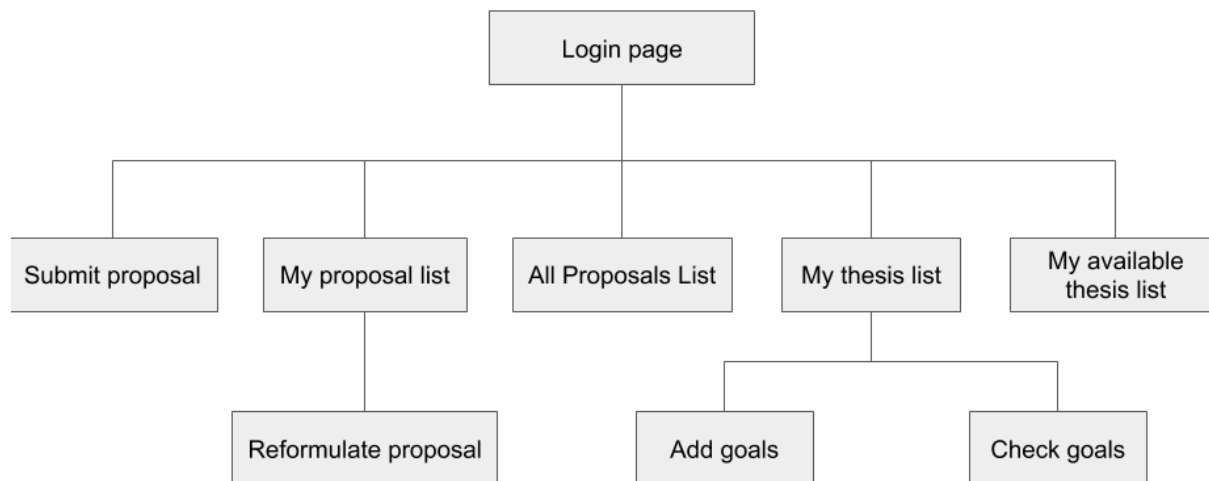 Login page
Submit proposal
My proposal list
All Proposals List
My thesis list
My available
thesis list
Reformulate proposal
Add goals
Check goals